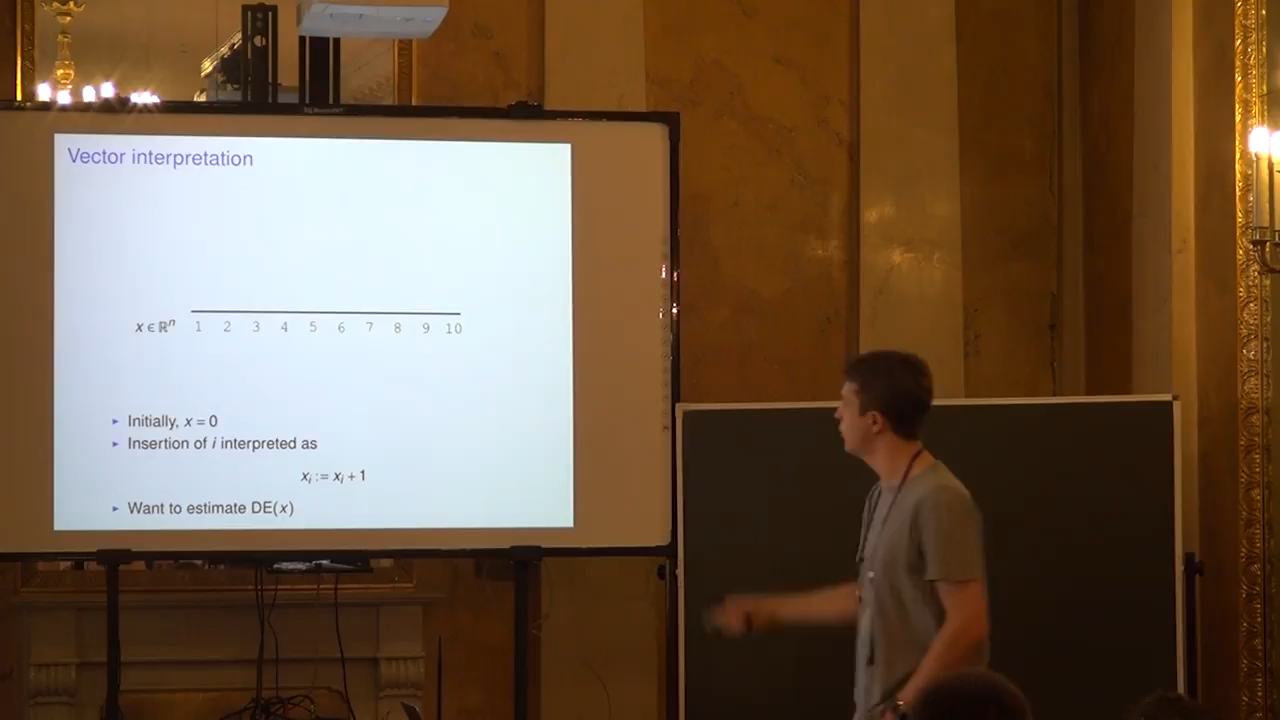 Vector interpretation
x ∈ ℝⁿ 1 2 3 4 5 6 7 8 9 10
▸ Initially, x = 0
▸ Insertion of i interpreted as
xᵢ := xᵢ + 1
▸ Want to estimate DE(x)